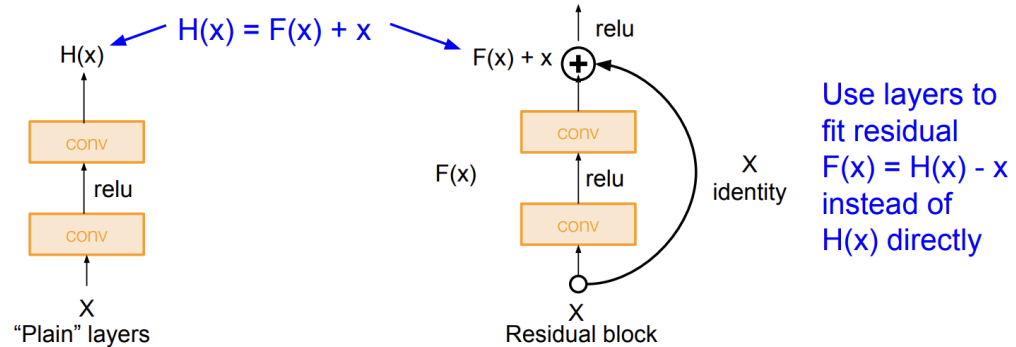 H(x) = F(x) + x
H(x)
conv
relu
conv
X
“Plain” layers
relu
F(x) + x
+
conv
F(x)
relu
conv
X
identity
X
Residual block
Use layers to
fit residual
F(x) = H(x) - x
instead of
H(x) directly